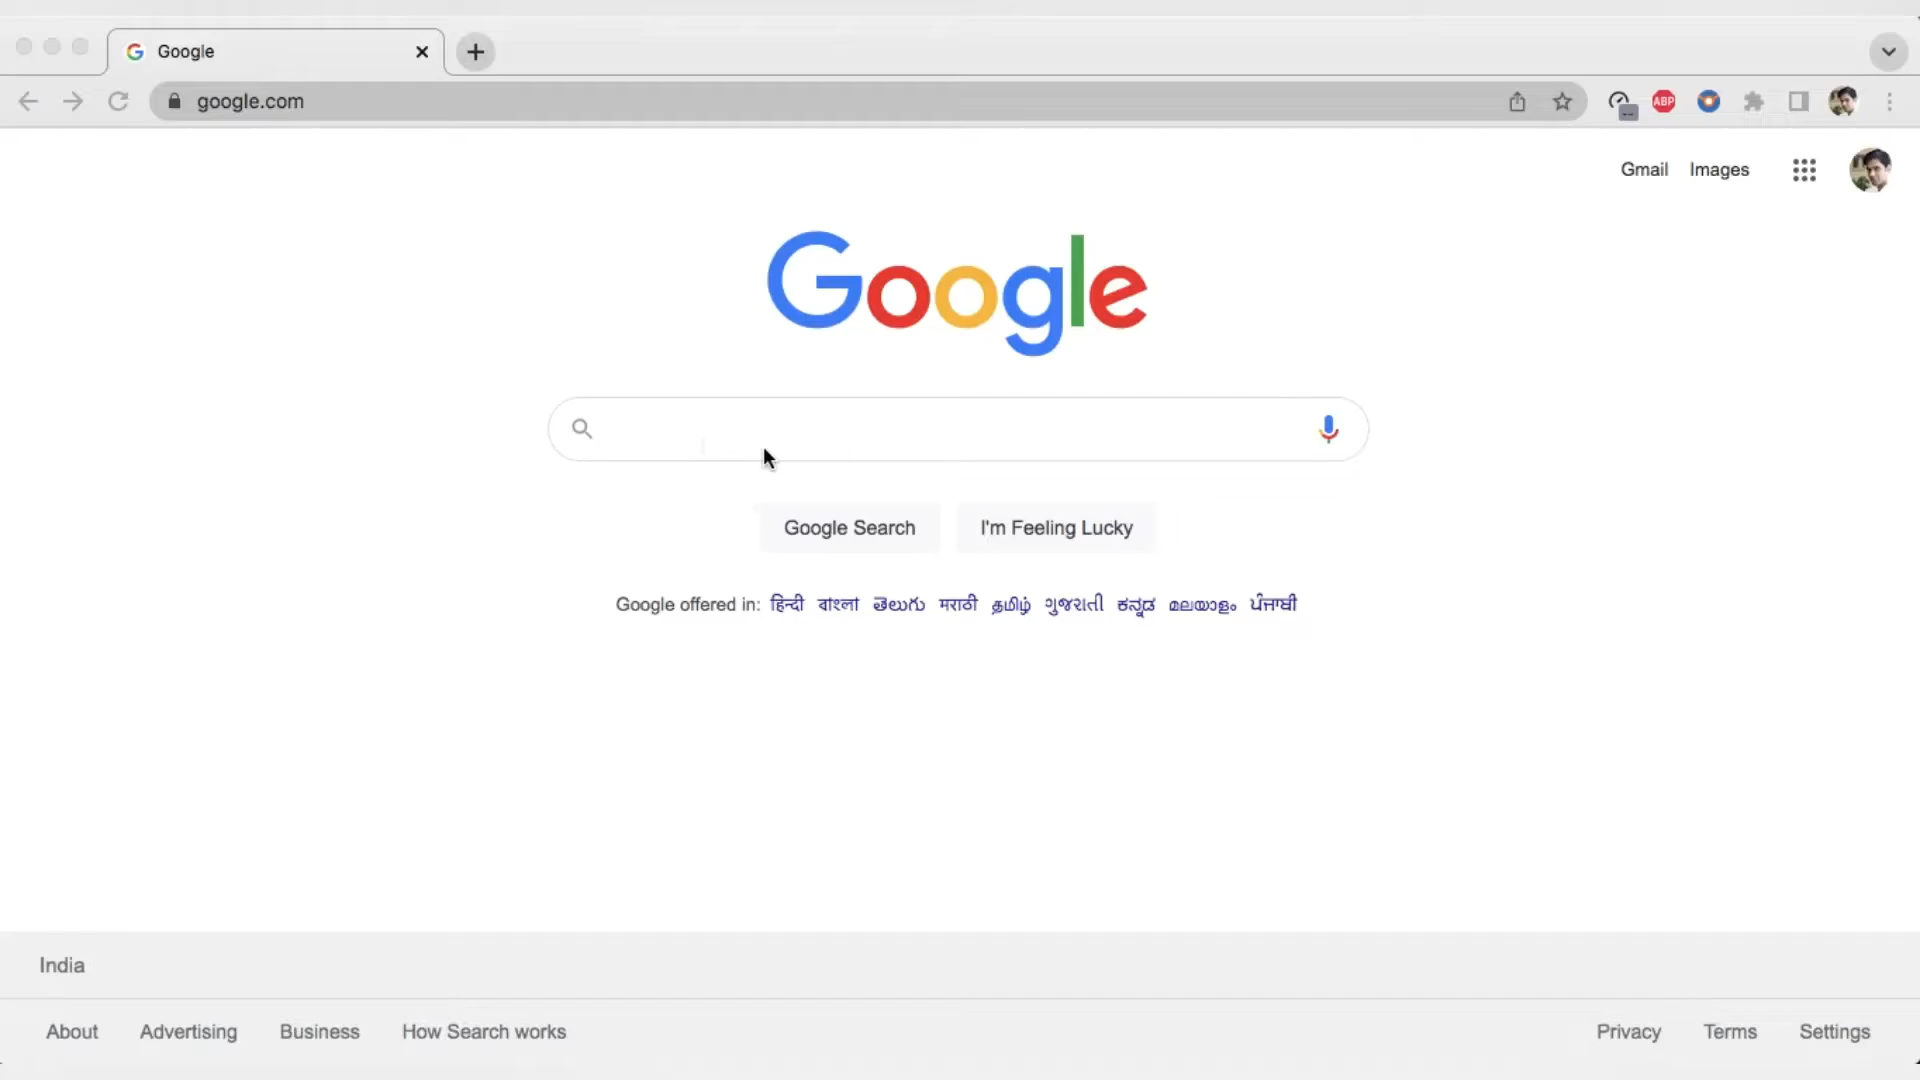 Google
google.com
ABP
Gmail Images
Google
Google Search I'm Feeling Lucky
Google offered in: हिन्दी বাংলা తెలుగు मराठी தமிழ் ગુજરાતી ಕನ್ನಡ മലയാളം ਪੰਜਾਬੀ
India
About Advertising Business How Search works Privacy Terms Settings